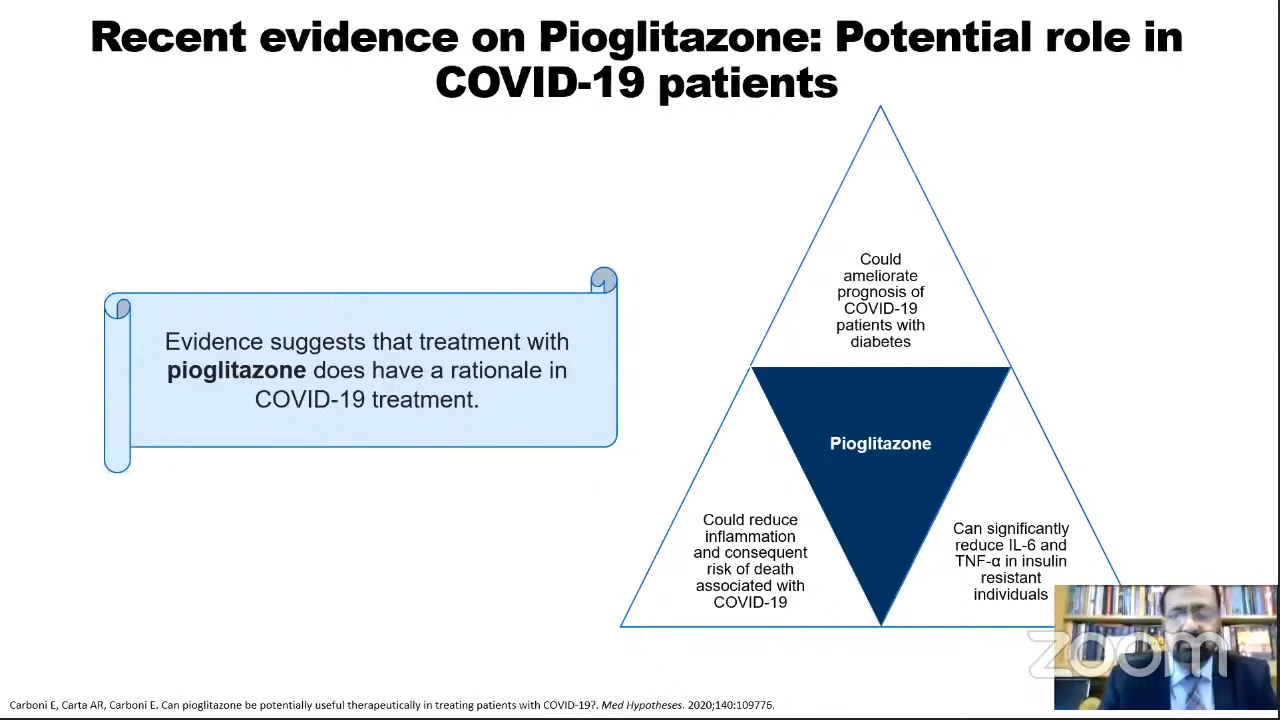 Recent evidence on Pioglitazone: Potential role in
COVID-19 patients
Evidence suggests that treatment with
pioglitazone does have a rationale in
COVID-19 treatment.
Could
ameliorate
prognosis of
COVID-19
patients with
diabetes
Pioglitazone
Could reduce
inflammation
and consequent
risk of death
associated with
COVID-19
Can significantly
reduce IL-6 and
TNF-α in insulin
resistant
individuals
zoom
Carboni E, Carta AR, Carboni E. Can pioglitazone be potentially useful therapeutically in treating patients with COVID-19?. Med Hypotheses. 2020;140:109776.